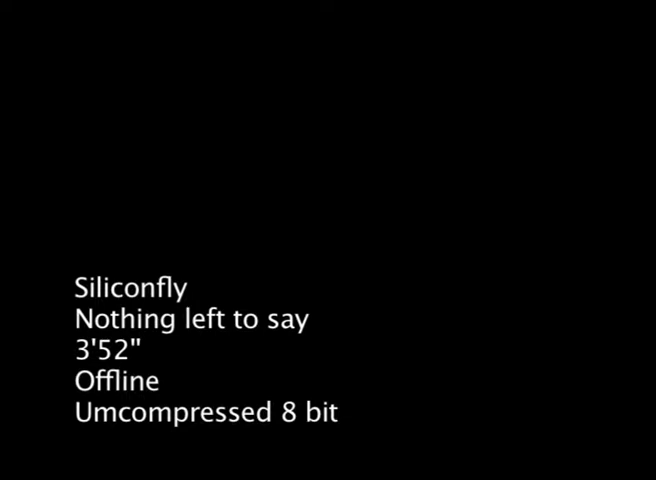 Siliconfly
Nothing left to say
3'52"
Offline
Umcompressed 8 bit